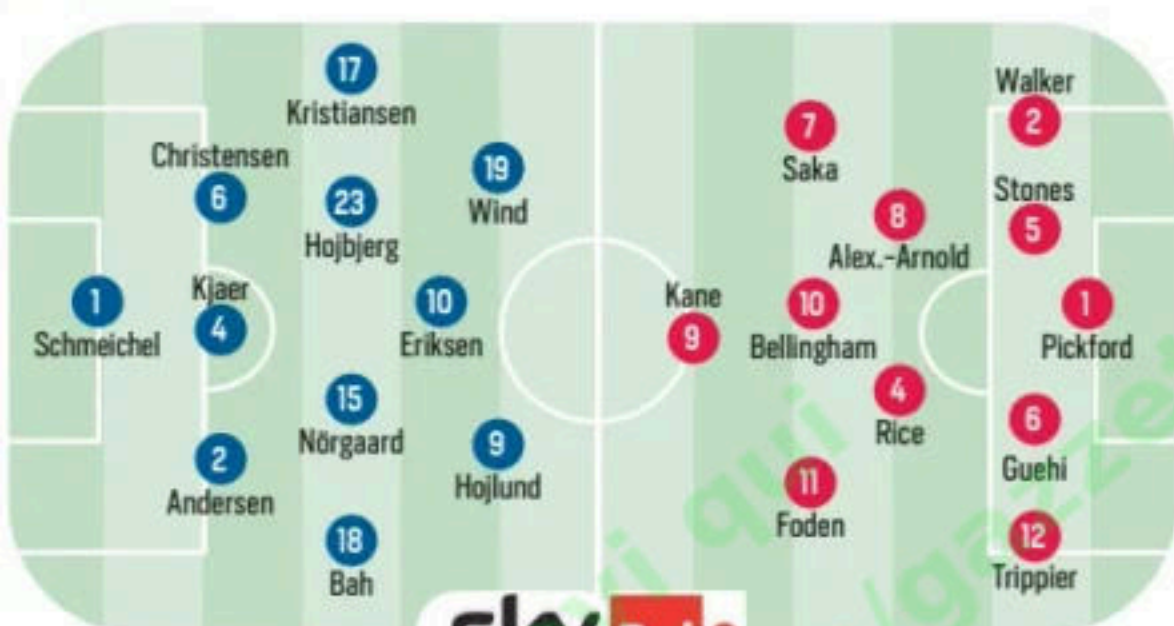 17
Kristiansen
Christensen
6
23
Hojbjerg
19
Wind
1
Schmeichel
Kjaer
4
10
Eriksen
15
Nörgaard
9
Hojlund
2
Andersen
18
Bah
Walker
2
7
Saka
Stones
5
8
Alex.-Arnold
Kane
9
10
Bellingham
1
Pickford
4
Rice
6
Guehi
11
Foden
12
Trippier
sky
qui